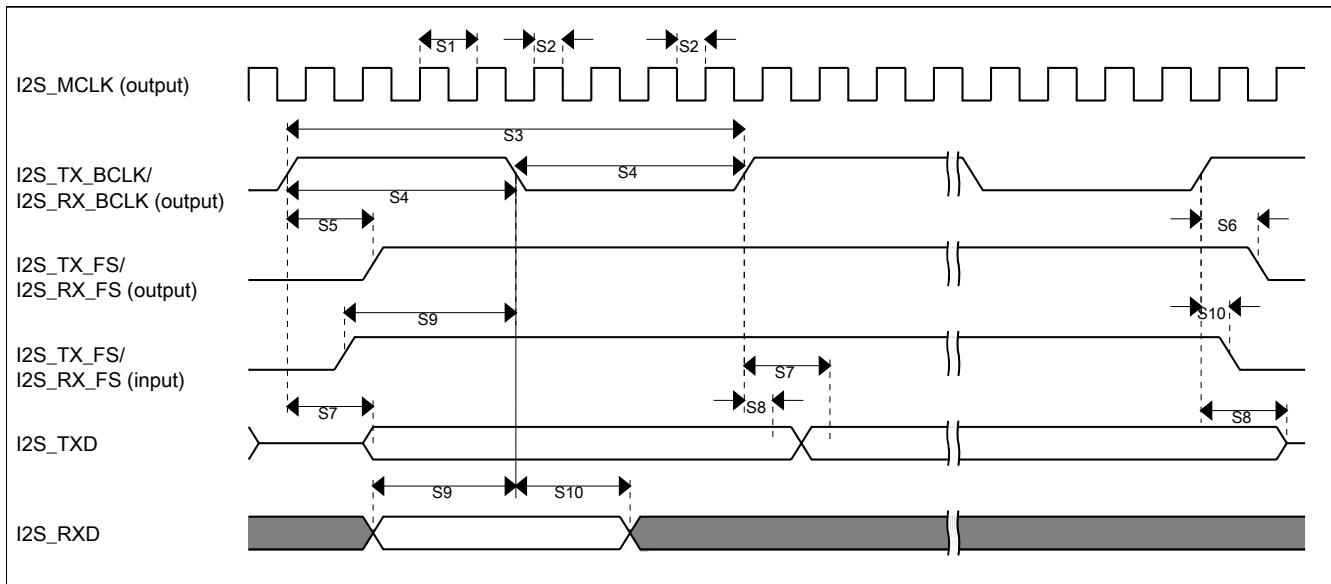 S1
S2
S2
I2S_MCLK (output)
S3
I2S_TX_BCLK/
I2S_RX_BCLK (output)
S4
S4
S5
S6
I2S_TX_FS/
I2S_RX_FS (output)
S9
S10
I2S_TX_FS/
I2S_RX_FS (input)
S7
S7
S8
S8
I2S_TXD
S9
S10
I2S_RXD